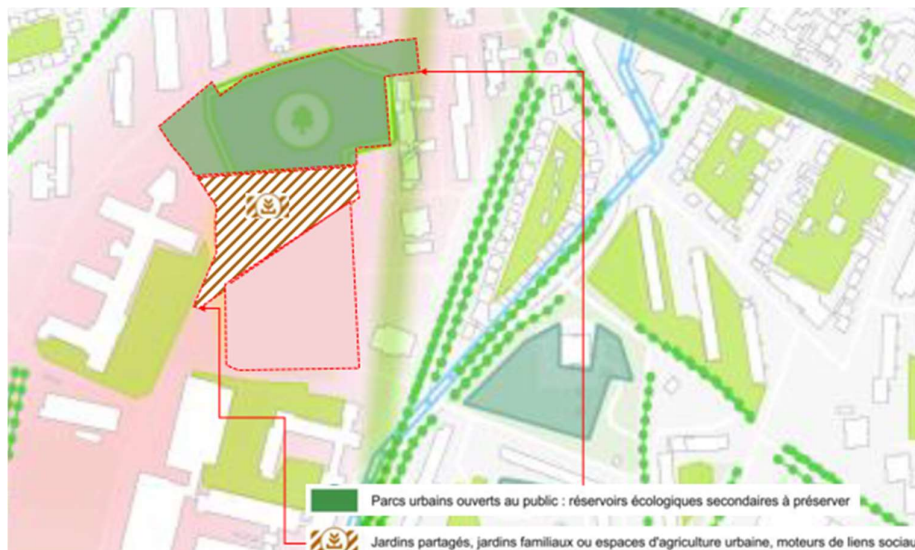 Parcs urbains ouverts au public : réservoirs écologiques secondaires à préserver
Jardins partagés, jardins familiaux ou espaces d'agriculture urbaine, moteurs de liens sociau